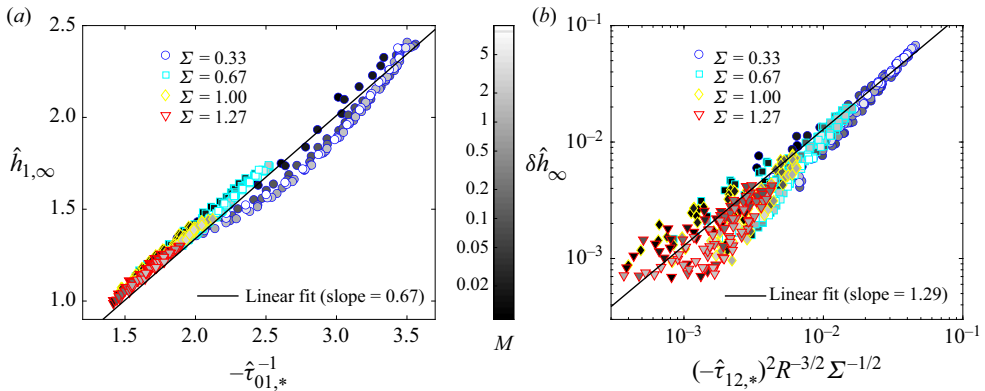 (a)
2.5
2.0
1.5
1.0
ĥ1,∞
Σ = 0.33
Σ = 0.67
Σ = 1.00
Σ = 1.27
Linear fit (slope = 0.67)
1.5 2.0 2.5 3.0 3.5
−τ̂01,*^−1
5
2
1
0.5
0.2
0.1
0.05
0.02
M
(b)
10^−1
10^−2
10^−3
δĥ∞
Σ = 0.33
Σ = 0.67
Σ = 1.00
Σ = 1.27
Linear fit (slope = 1.29)
10^−3 10^−2 10^−1
(−τ̂12,*)^2 R^−3/2 Σ^−1/2